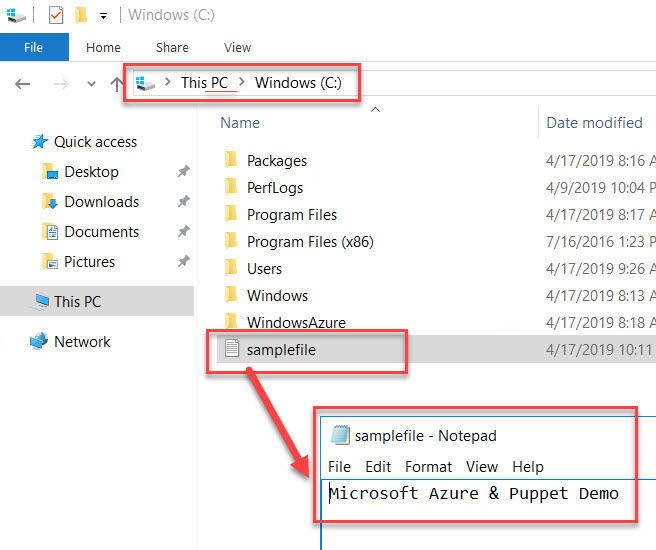 Windows (C:)
File Home Share View
This PC Windows (C:)
Name Date modified
Quick access
Desktop
Downloads
Documents
Pictures
This PC
Network
Packages 4/17/2019 8:16 A
PerfLogs 4/9/2019 10:04 P
Program Files 4/17/2019 8:17 A
Program Files (x86) 7/16/2016 1:23 P
Users 4/17/2019 9:26 A
Windows 4/17/2019 8:13 A
WindowsAzure 4/17/2019 8:18 A
samplefile 4/17/2019 10:11
samplefile - Notepad
File Edit Format View Help
Microsoft Azure & Puppet Demo